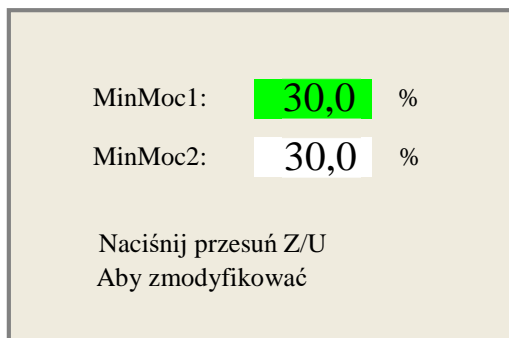 MinMoc1: 30,0 %
MinMoc2: 30,0 %
Naciśnij przesuń Z/U
Aby zmodyfikować